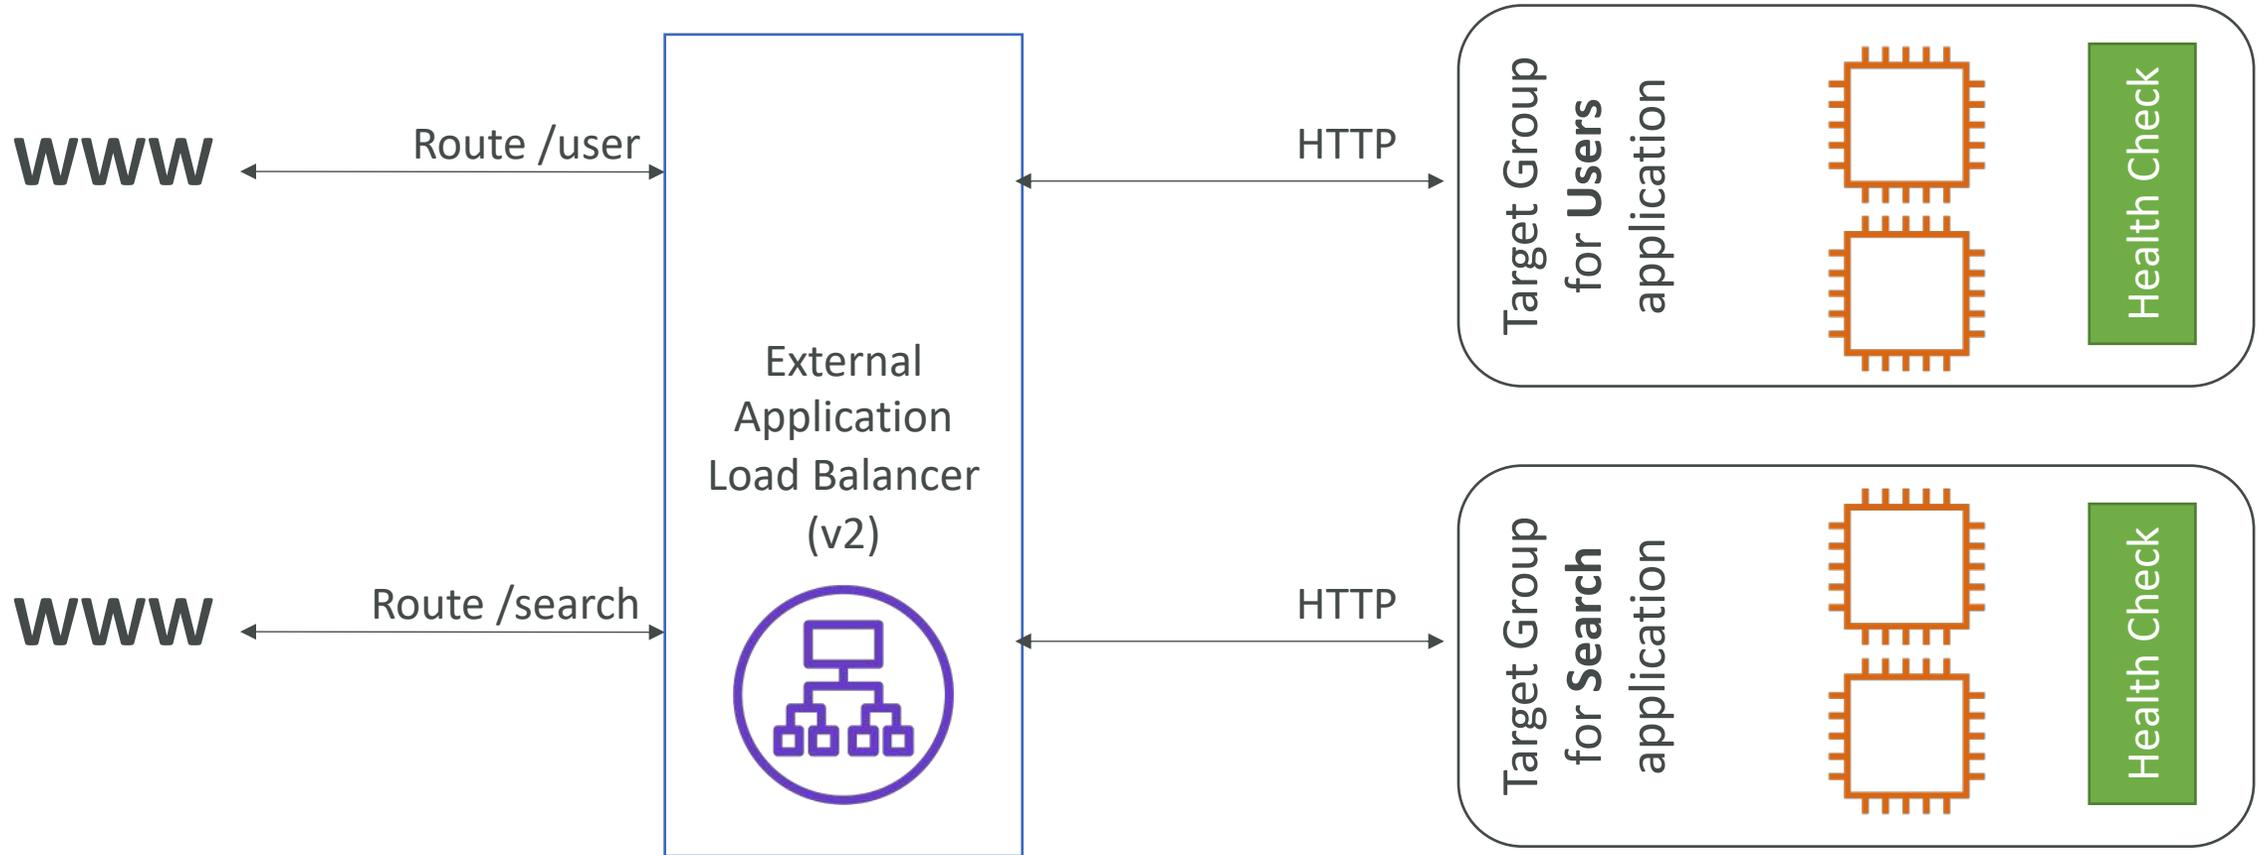 WWW
Route /user
HTTP
Target Group
for Users
application
Health Check
External
Application
Load Balancer
(v2)
WWW
Route /search
HTTP
Target Group
for Search
application
Health Check